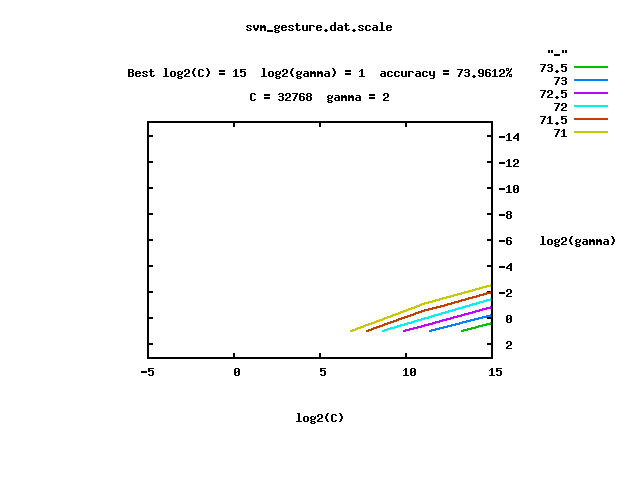 svm_gesture.dat.scale
Best log2(C) = 15  log2(gamma) = 1  accuracy = 73.9612%
C = 32768  gamma = 2
"-"
73.5
73
72.5
72
71.5
71
-14
-12
-10
-8
-6
-4
-2
0
2
log2(gamma)
-5 0 5 10 15
log2(C)